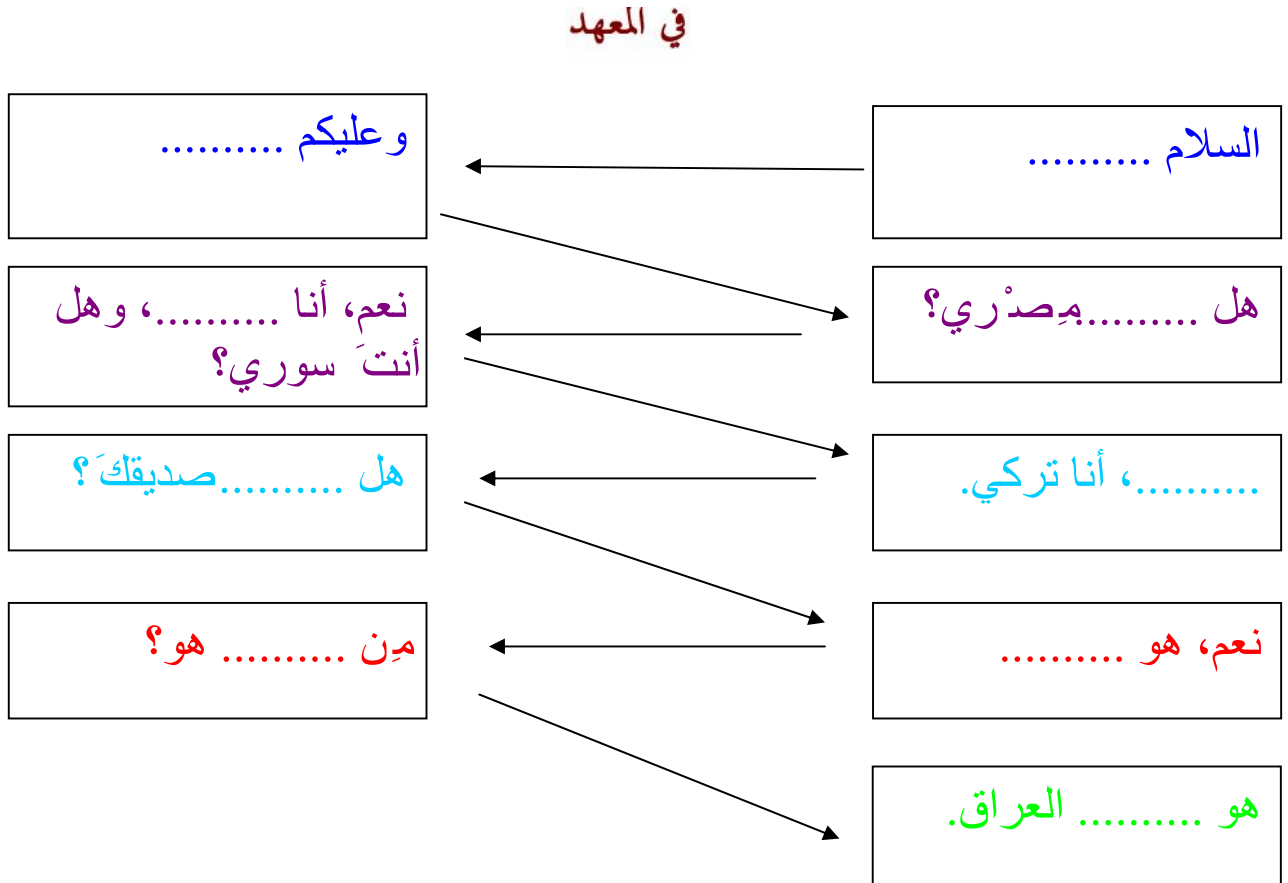 في المعهد
السلام ..........
وعليكم ..........
هل ..........مِصْري؟
نعم، أنا ..........، وهل
أنتَ سوري؟
..........، أنا تركي.
هل ..........صديقكَ؟
نعم، هو ..........
مِن .......... هو؟
هو .......... العراق.